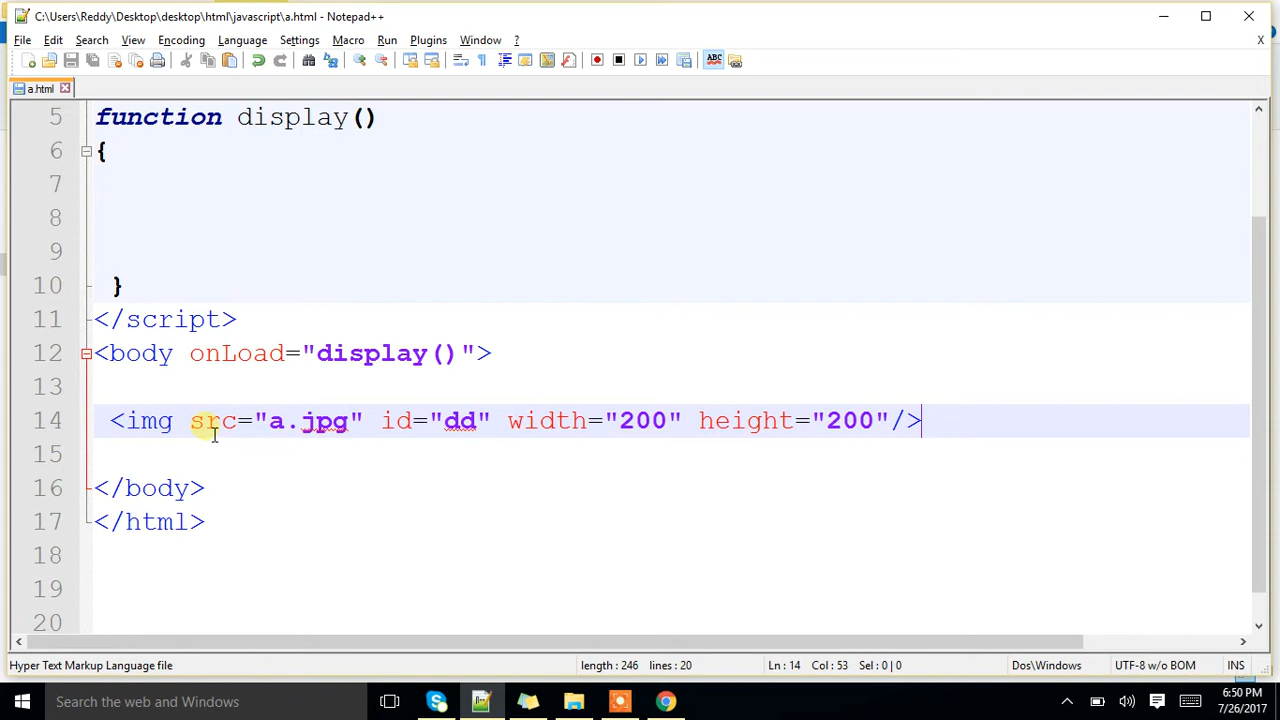 C:\Users\Reddy\Desktop\desktop\html\javascript\a.html - Notepad++
File Edit Search View Encoding Language Settings Macro Run Plugins Window ? X
ABC
a.html
5 function display()
6 {
7
8
9
10 }
11 </script>
12 <body onLoad="display()">
13
14 <img src="a.jpg" id="dd" width="200" height="200"/>
15
16 </body>
17 </html>
18
19
20
Hyper Text Markup Language file length : 246 lines : 20 Ln : 14 Col : 53 Sel : 0 | 0 Dos\Windows UTF-8 w/o BOM INS
Search the web and Windows
6:50 PM
7/26/2017